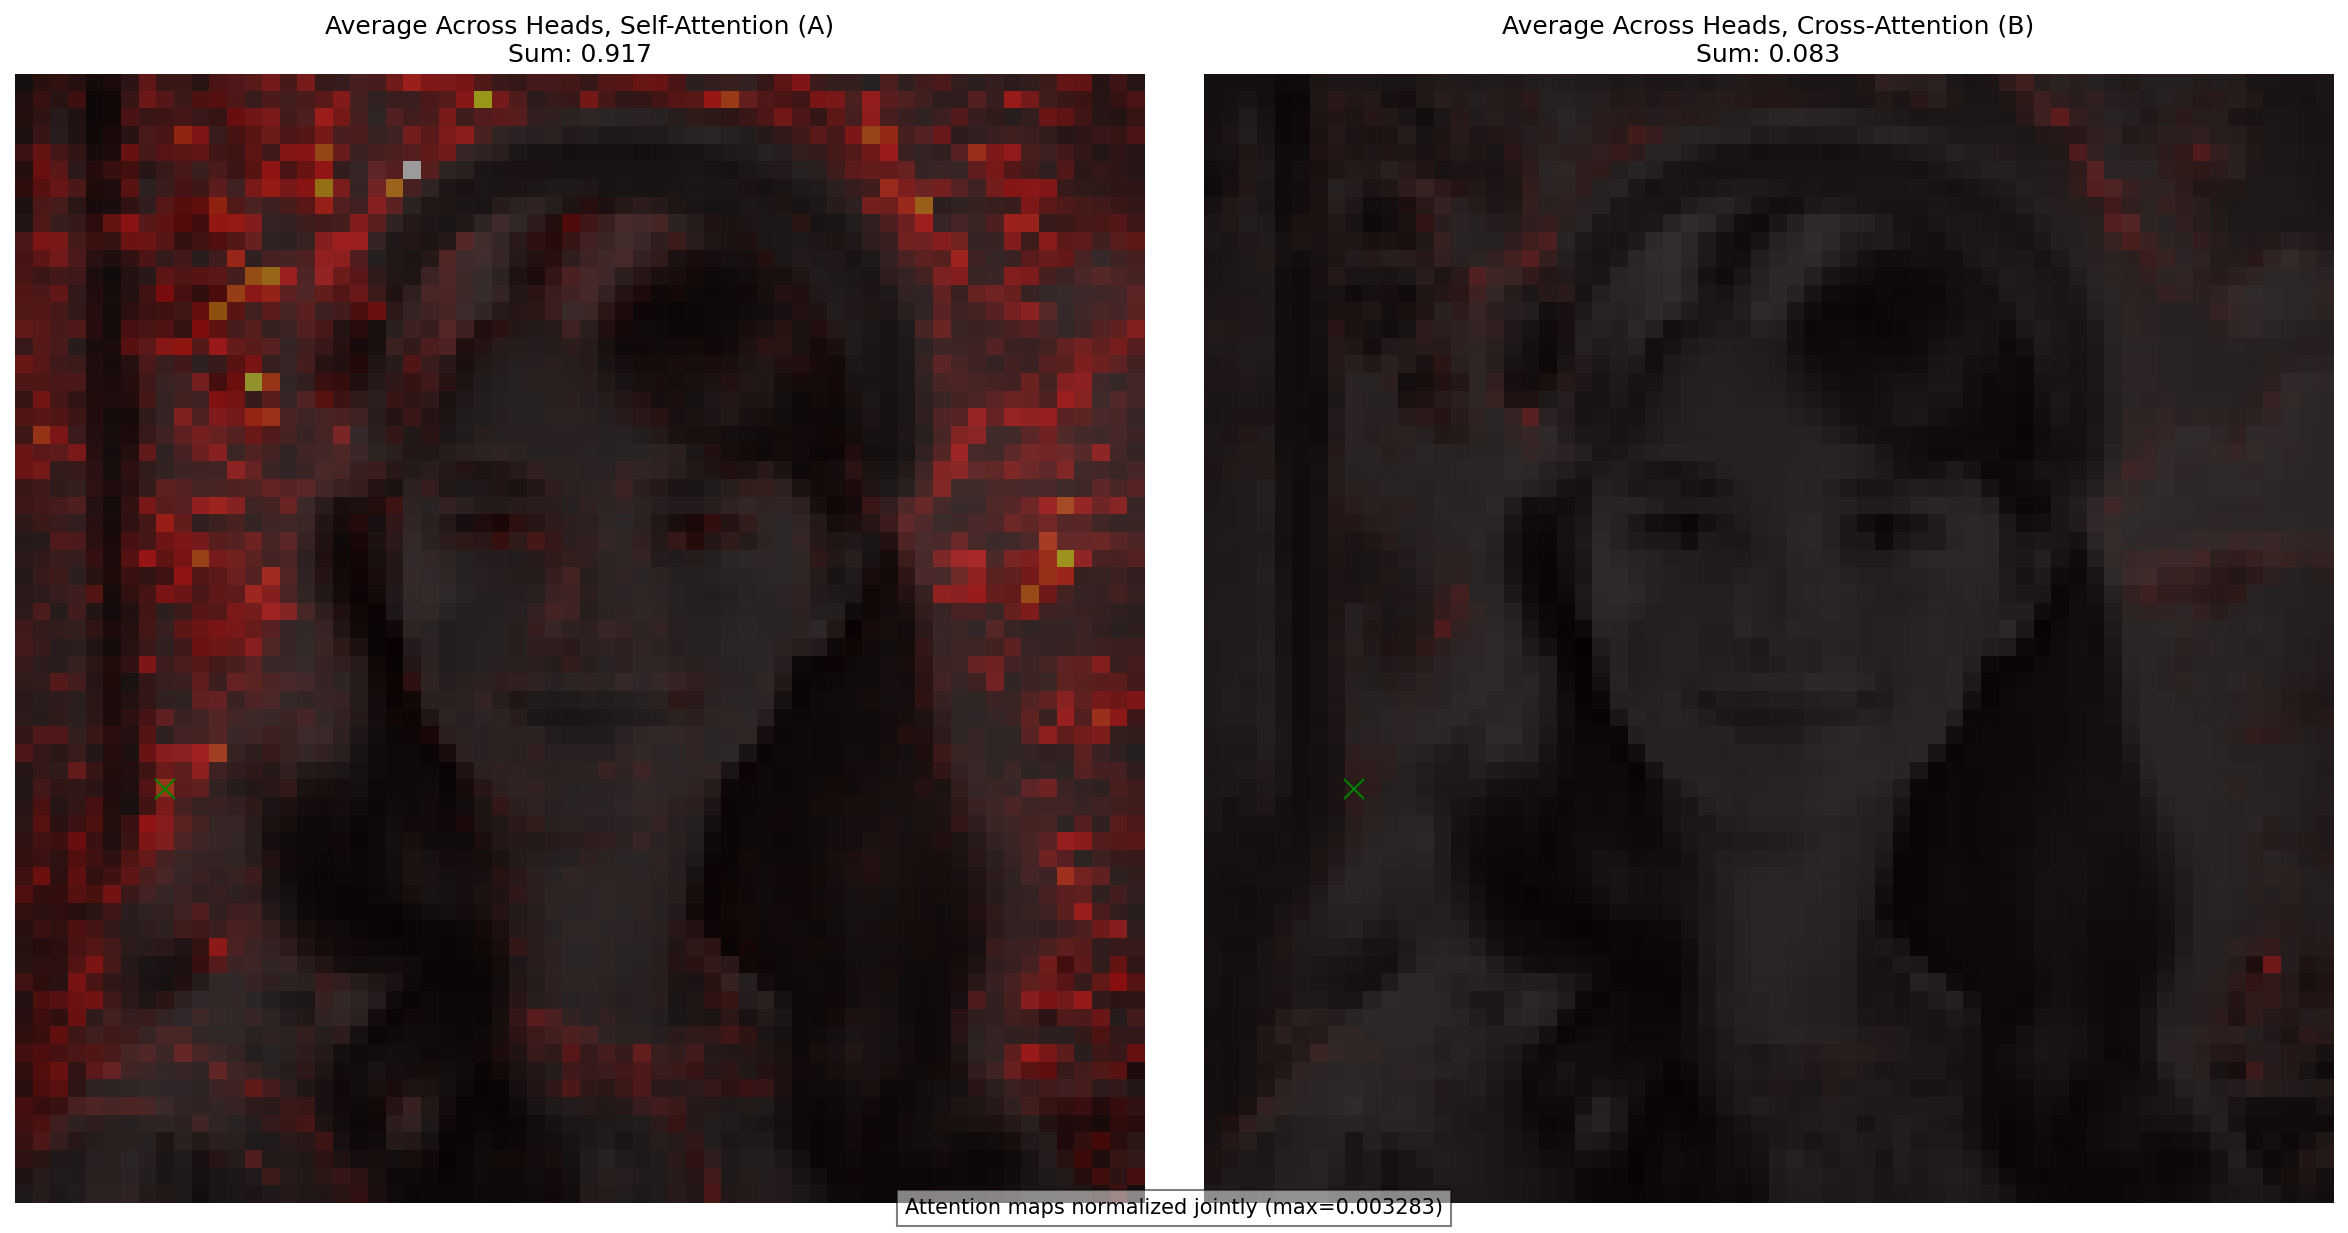 Average Across Heads, Self-Attention (A)
Sum: 0.917
Average Across Heads, Cross-Attention (B)
Sum: 0.083
Attention maps normalized jointly (max=0.003283)